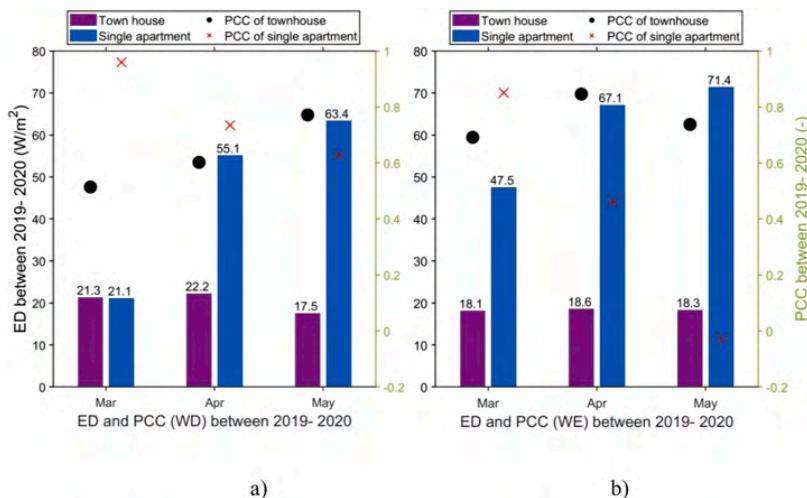 Town house
Single apartment
PCC of townhouse
PCC of single apartment
ED between 2019- 2020 (W/m²)
80
70
60
50
40
30
20
10
0
21.3
21.1
22.2
55.1
17.5
63.4
1
0.8
0.6
0.4
0.2
0
-0.2
Mar
Apr
May
ED and PCC (WD) between 2019- 2020
a)
Town house
Single apartment
PCC of townhouse
PCC of single apartment
80
70
60
50
40
30
20
10
0
18.1
47.5
18.6
67.1
18.3
71.4
1
0.8
0.6
0.4
0.2
0
-0.2
PCC between 2019- 2020 (-)
Mar
Apr
May
ED and PCC (WE) between 2019- 2020
b)